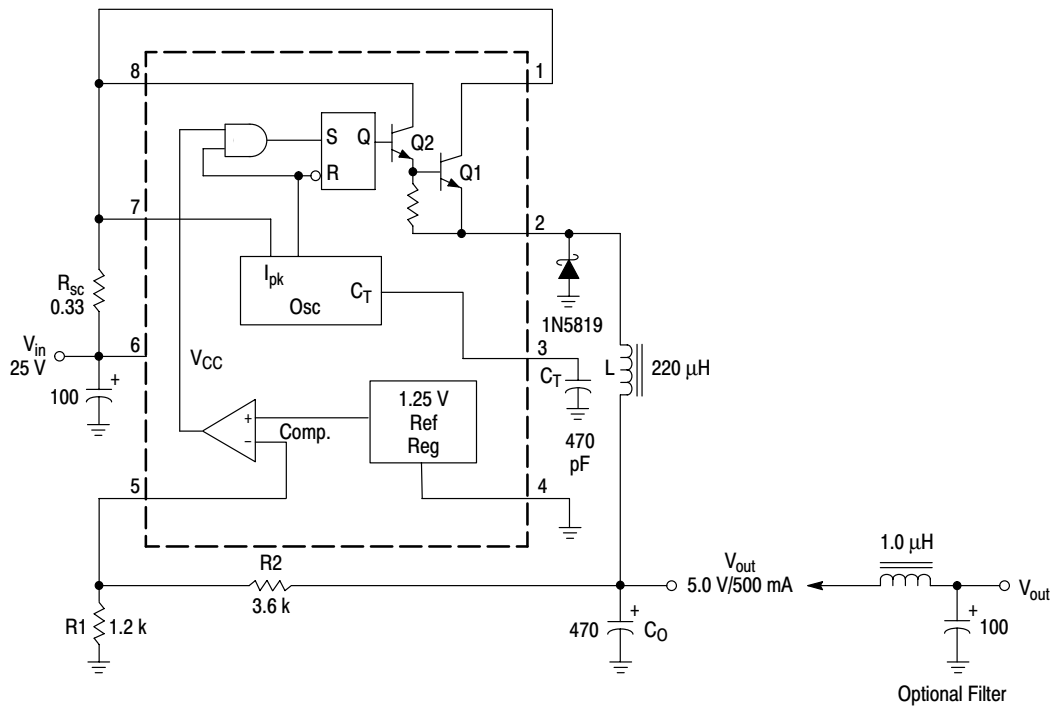 8
1
S Q
Q2
R
Q1
7
2
Ipk
CT
Osc
Rsc
0.33
1N5819
Vin
25 V
6
VCC
3
CT
L
220 μH
100
+
1.25 V
Ref
Reg
+
Comp.
−
470
pF
5
4
R2
3.6 k
Vout
5.0 V/500 mA
1.0 μH
Vout
R1
1.2 k
470
+
CO
+
100
Optional Filter